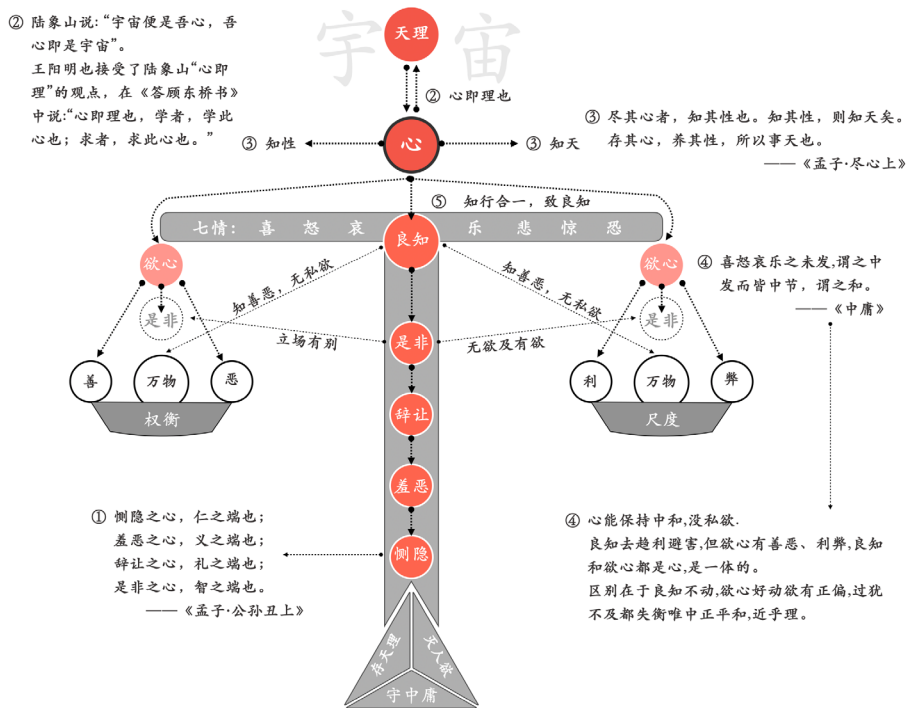 宇宙
② 陆象山说:“宇宙便是吾心，吾
心即是宇宙”。
王阳明也接受了陆象山“心即
理”的观点，在《答顾东桥书》
中说:“心即理也，学者，学此
心也；求者，求此心也。”
天理
② 心即理也
③ 知性
心
③ 知天
③ 尽其心者，知其性也。知其性，则知天矣。
存其心，养其性，所以事天也。
——《孟子·尽心上》
⑤ 知行合一，致良知
七情：喜 怒 哀 乐 悲 惊 恐
良知
欲心
是非
善
万物
恶
权衡
知善恶，无私欲
立场有别
欲心
是非
利
万物
弊
尺度
知善恶，无私欲
无欲及有欲
④ 喜怒哀乐之未发,谓之中
发而皆中节，谓之和。
——《中庸》
是非
辞让
羞恶
恻隐
① 恻隐之心，仁之端也；
羞恶之心，义之端也；
辞让之心，礼之端也；
是非之心，智之端也。
——《孟子·公孙丑上》
④ 心能保持中和,没私欲.
良知去趋利避害,但欲心有善恶、利弊,良知
和欲心都是心,是一体的。
区别在于良知不动,欲心好动欲有正偏,过犹
不及都失衡唯中正平和,近乎理。
存天理
灭人欲
守中庸